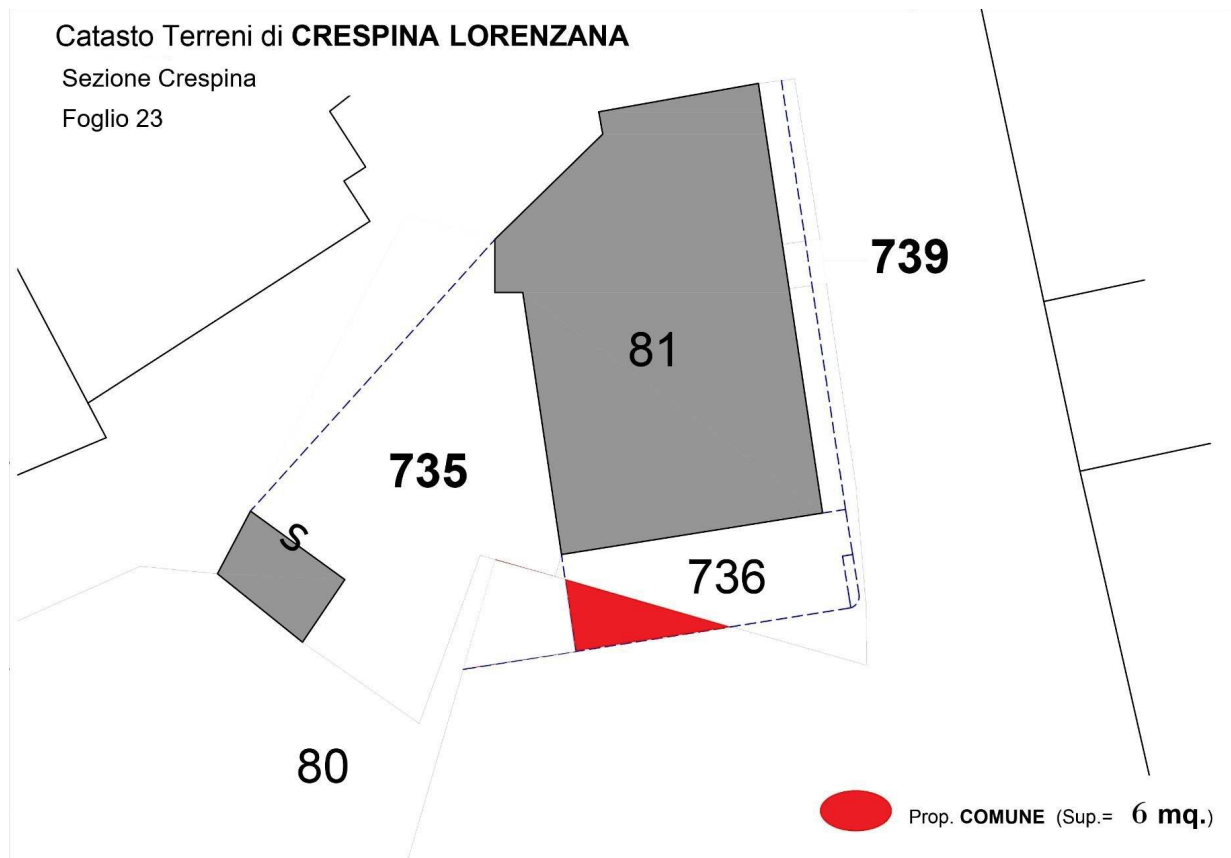 Catasto Terreni di CRESPINA LORENZANA
Sezione Crespina
Foglio 23
739
81
735
S
736
80
Prop. COMUNE (Sup.= 6 mq.)